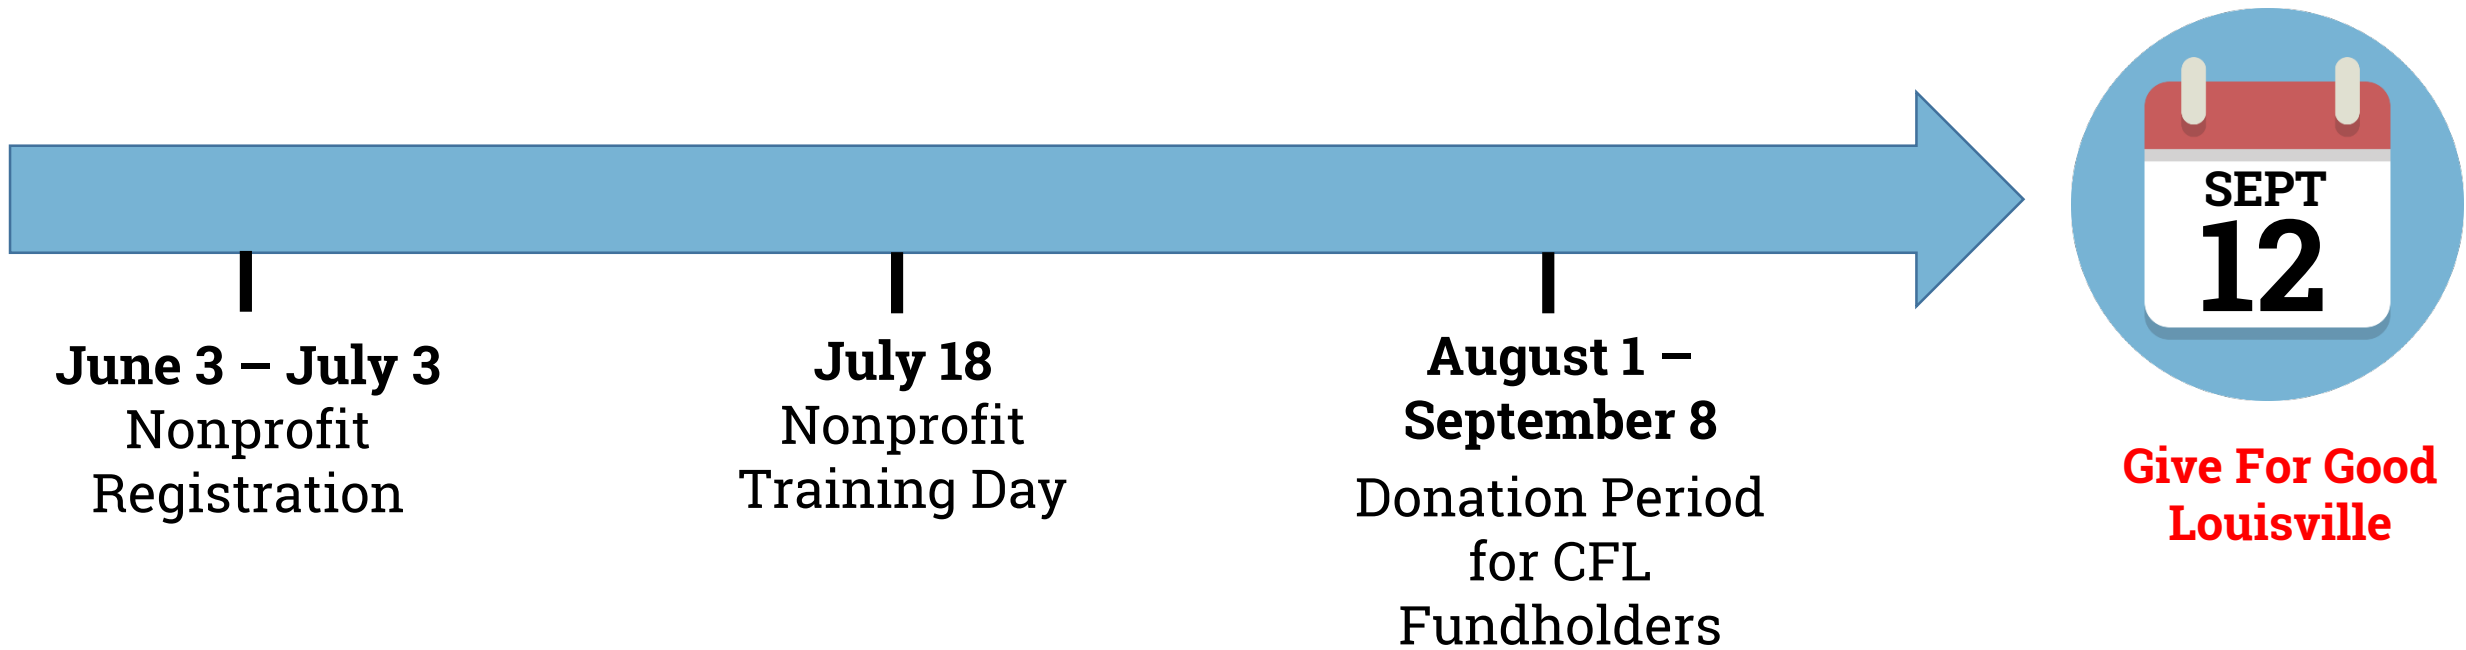 June 3 – July 3
Nonprofit
Registration
July 18
Nonprofit
Training Day
August 1 –
September 8
Donation Period
for CFL
Fundholders
SEPT
12
Give For Good
Louisville